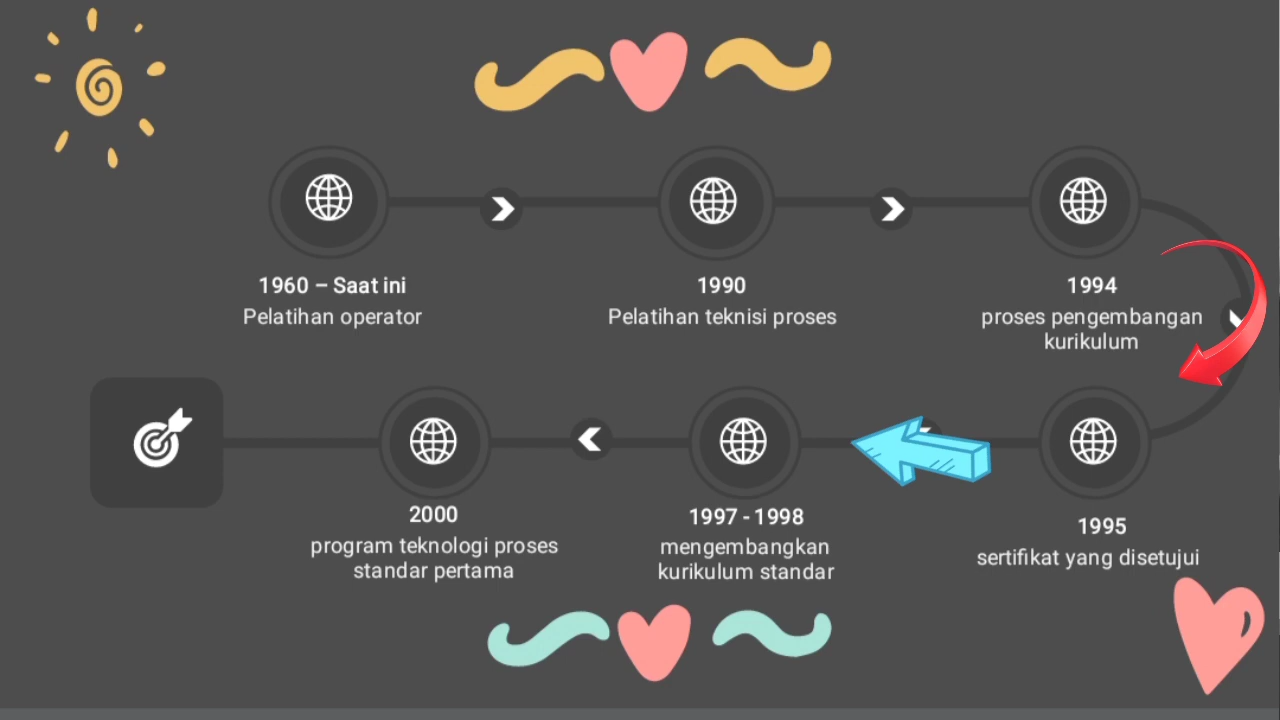 1960 – Saat ini
Pelatihan operator
1990
Pelatihan teknisi proses
1994
proses pengembangan
kurikulum
1995
sertifikat yang disetujui
1997 - 1998
mengembangkan
kurikulum standar
2000
program teknologi proses
standar pertama